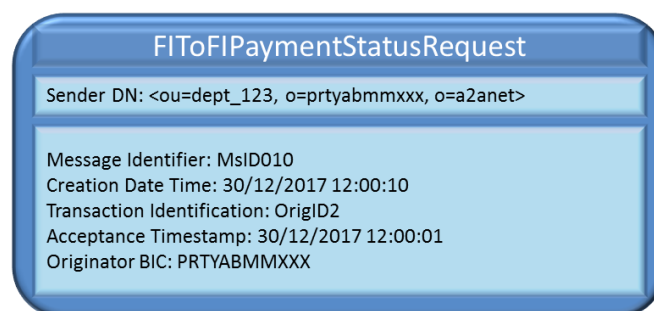 FIToFIPaymentStatusRequest
Sender DN: <ou=dept_123, o=prtyabmmxxx, o=a2anet>
Message Identifier: MsID010
Creation Date Time: 30/12/2017 12:00:10
Transaction Identification: OrigID2
Acceptance Timestamp: 30/12/2017 12:00:01
Originator BIC: PRTYABMMXXX